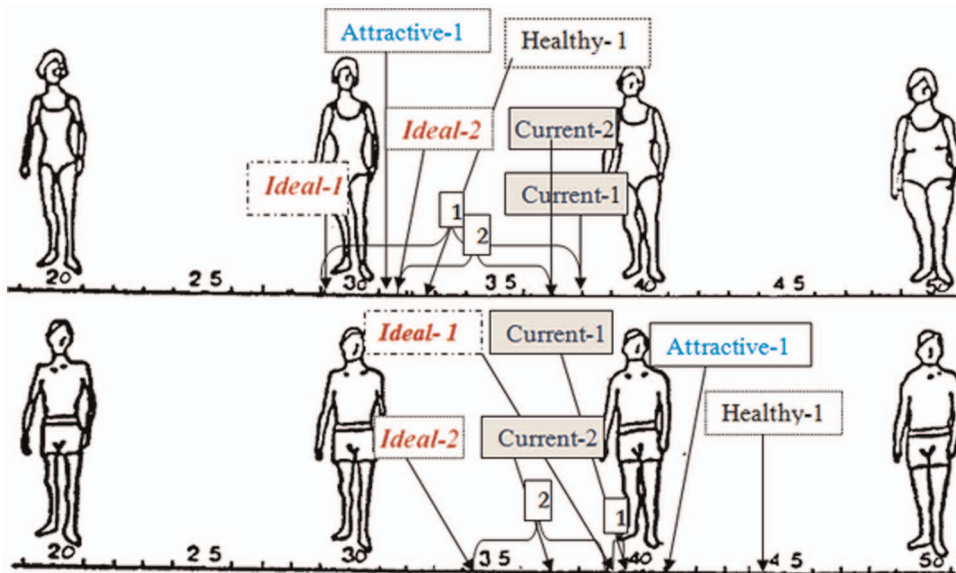 Attractive-1
Healthy- 1
Ideal-2
Current-2
Ideal-1
Current-1
1
2
20 25 30 35 40 45 50
Ideal- 1
Current-1
Attractive-1
Healthy-1
Ideal-2
Current-2
2
1
20 25 30 35 40 45 50